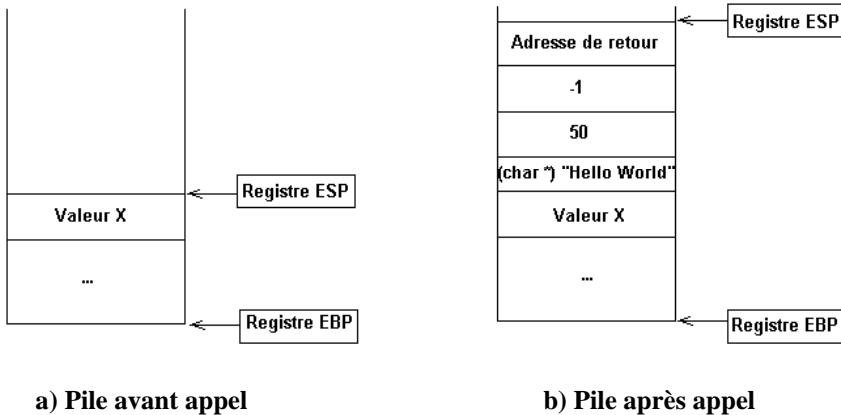 Registre ESP
Valeur X
...
Registre EBP
a) Pile avant appel
Registre ESP
Adresse de retour
-1
50
(char *) "Hello World"
Valeur X
...
Registre EBP
b) Pile après appel